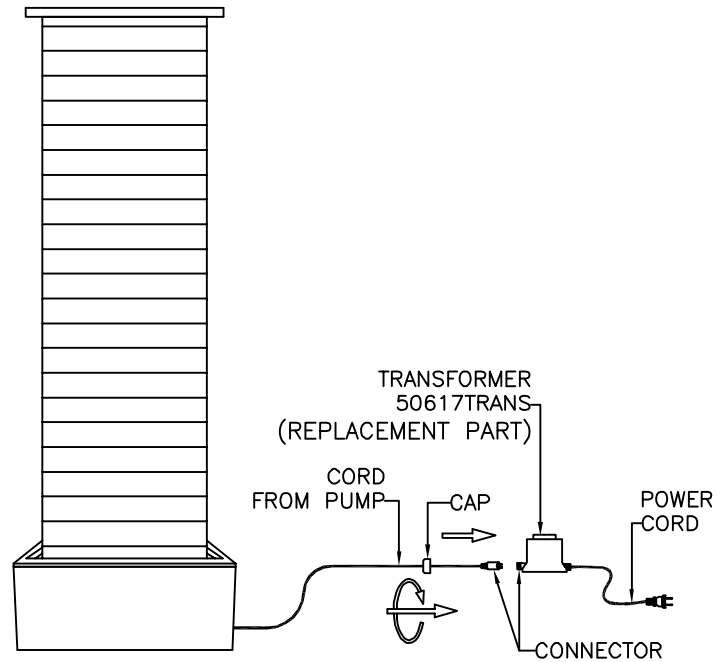 TRANSFORMER
50617TRANS
(REPLACEMENT PART)
CORD
FROM PUMP
CAP
POWER
CORD
CONNECTOR